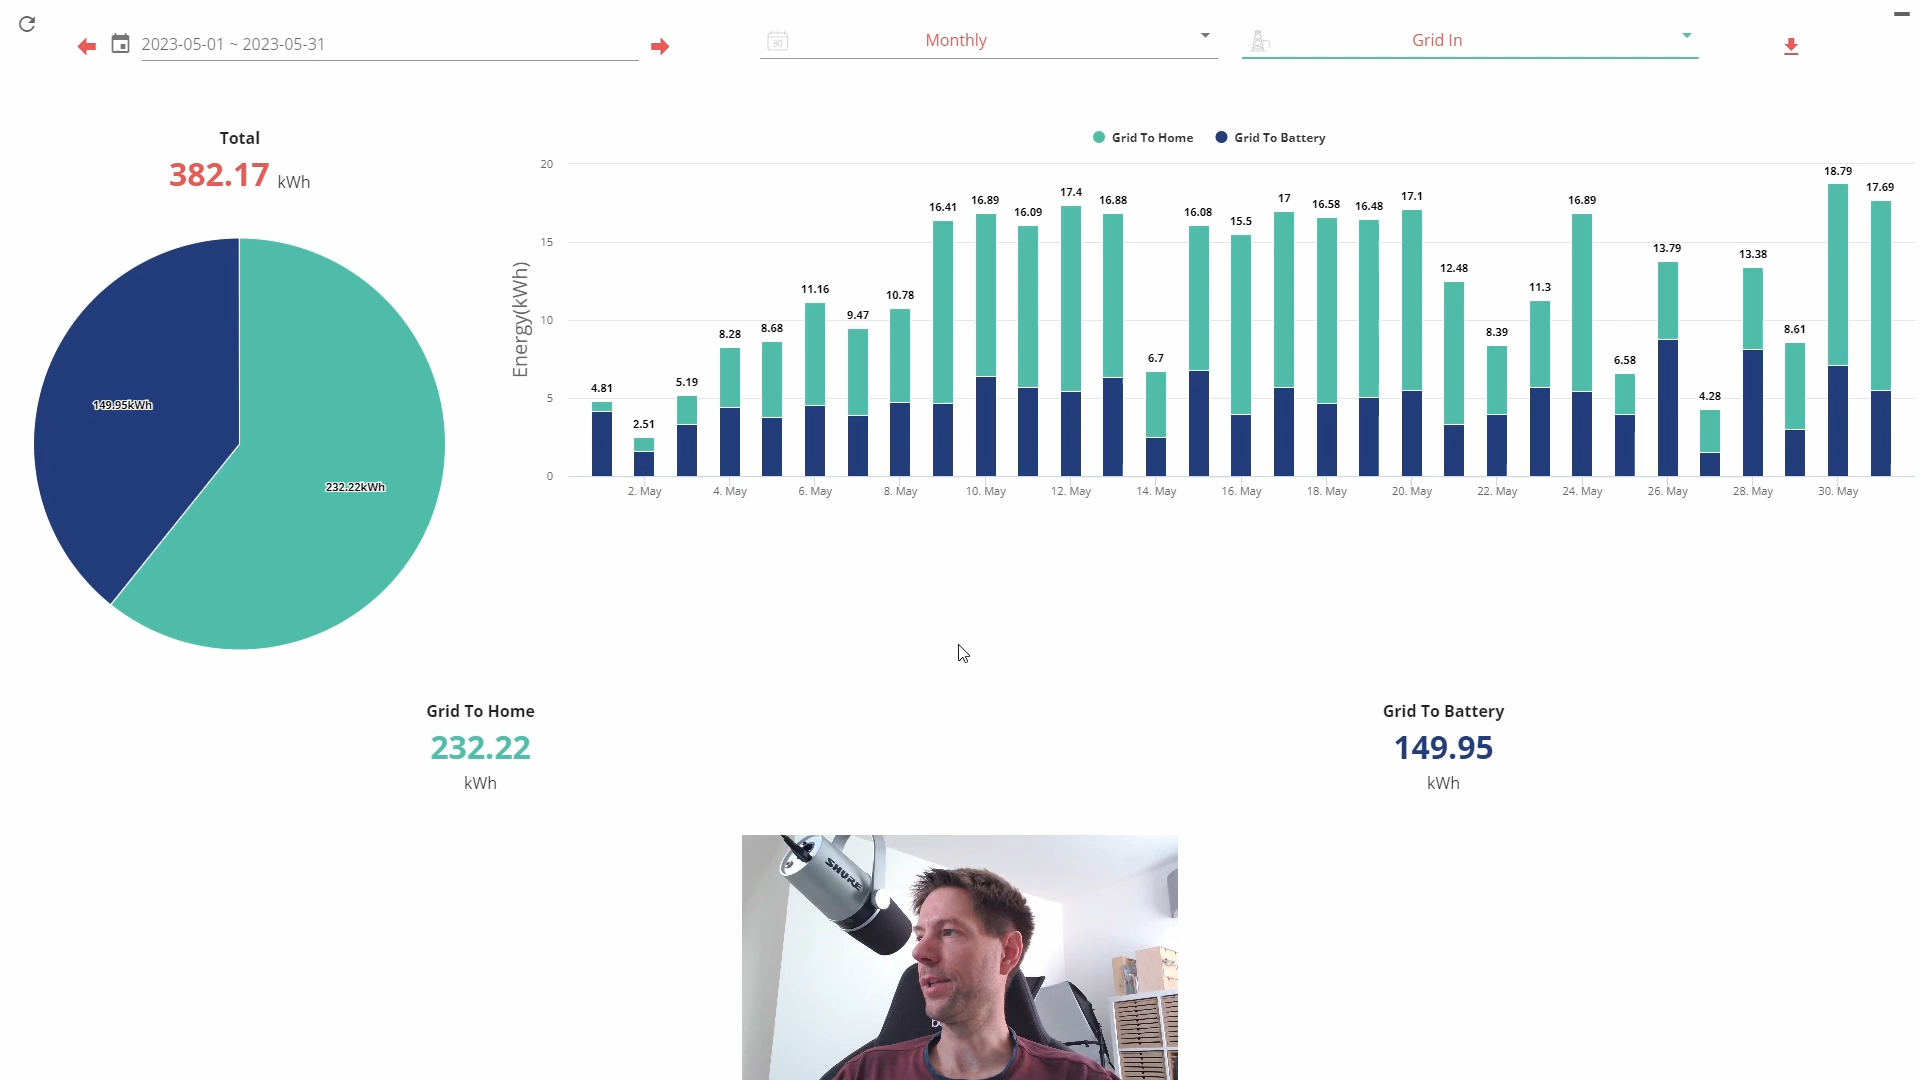 2023-05-01 ~ 2023-05-31
30
Monthly
Grid In
Total
382.17 kWh
149.95kWh
232.22kWh
Grid To Home
Grid To Battery
Energy(kWh)
20
15
10
5
0
4.81
2.51
5.19
8.28
8.68
11.16
9.47
10.78
16.41
16.89
16.09
17.4
16.88
6.7
16.08
15.5
17
16.58
16.48
17.1
12.48
8.39
11.3
16.89
6.58
13.79
4.28
13.38
8.61
18.79
17.69
2. May
4. May
6. May
8. May
10. May
12. May
14. May
16. May
18. May
20. May
22. May
24. May
26. May
28. May
30. May
Grid To Home
232.22
kWh
Grid To Battery
149.95
kWh
SHURE